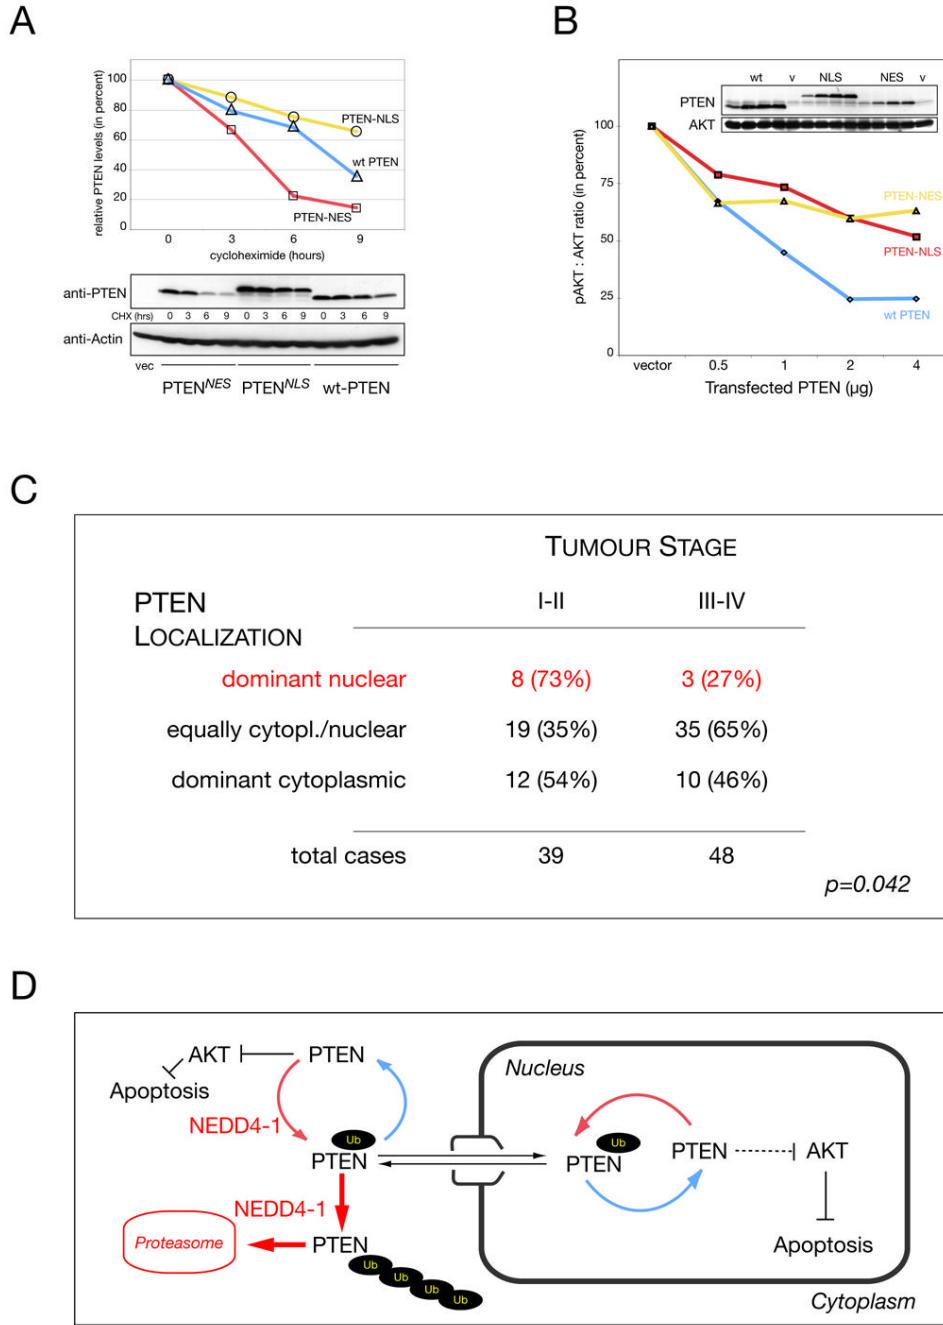 A
relative PTEN levels (in percent)
100
80
60
40
20
0
PTEN-NLS
wt PTEN
PTEN-NES
0 3 6 9
cycloheximide (hours)
anti-PTEN
CHX (hrs) 0 3 6 9 0 3 6 9 0 3 6 9
anti-Actin
vec
PTENNES PTENNLS wt-PTEN
B
wt v NLS NES v
PTEN
AKT
pAKT : AKT ratio (in percent)
100
75
50
25
0
PTEN-NES
PTEN-NLS
wt PTEN
vector 0.5 1 2 4
Transfected PTEN (µg)
C
TUMOUR STAGE
PTEN I-II III-IV
LOCALIZATION
dominant nuclear 8 (73%) 3 (27%)
equally cytopl./nuclear 19 (35%) 35 (65%)
dominant cytoplasmic 12 (54%) 10 (46%)
total cases 39 48
p=0.042
D
AKT PTEN
Apoptosis
NEDD4-1
Ub
PTEN
NEDD4-1
Proteasome
PTEN
Ub Ub Ub Ub
Nucleus
Ub
PTEN PTEN AKT
Apoptosis
Cytoplasm